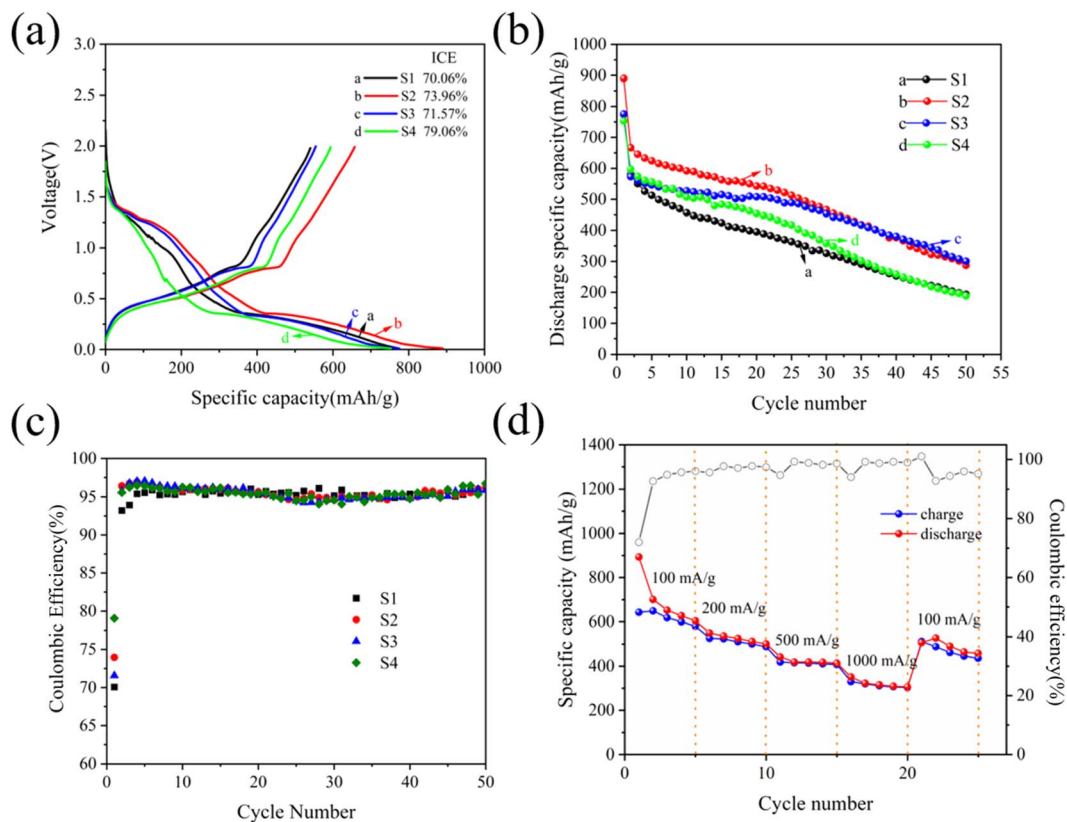 (a)
3.0
2.5
2.0
1.5
1.0
0.5
0.0
Voltage(V)
ICE
a S1 70.06%
b S2 73.96%
c S3 71.57%
d S4 79.06%
c
a
b
d
0 200 400 600 800 1000
Specific capacity(mAh/g)
(b)
1000
900
800
700
600
500
400
300
200
100
0
Discharge specific capacity(mAh/g)
a S1
b S2
c S3
d S4
b
c
d
a
5 10 15 20 25 30 35 40 45 50 55
Cycle number
(c)
100
95
90
85
80
75
70
65
60
Coulombic Efficiency(%)
S1
S2
S3
S4
0 10 20 30 40 50
Cycle Number
(d)
1400
1200
1000
800
600
400
200
0
Specific capacity (mAh/g)
charge
discharge
100 mA/g
200 mA/g
500 mA/g
1000 mA/g
100 mA/g
100
80
60
40
20
0
Coulombic efficiency(%)
0 10 20
Cycle number